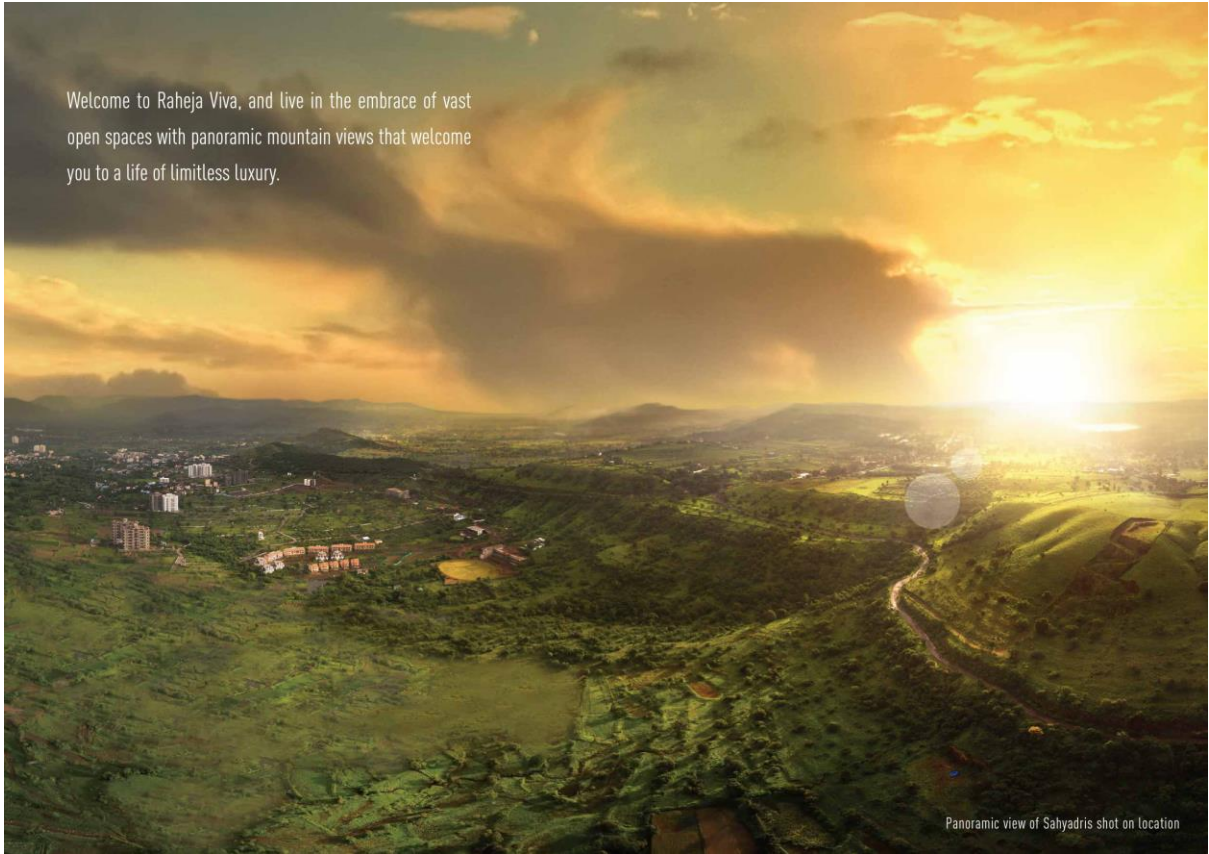 Welcome to Raheja Viva, and live in the embrace of vast
open spaces with panoramic mountain views that welcome
you to a life of limitless luxury.
Panoramic view of Sahyadris shot on location